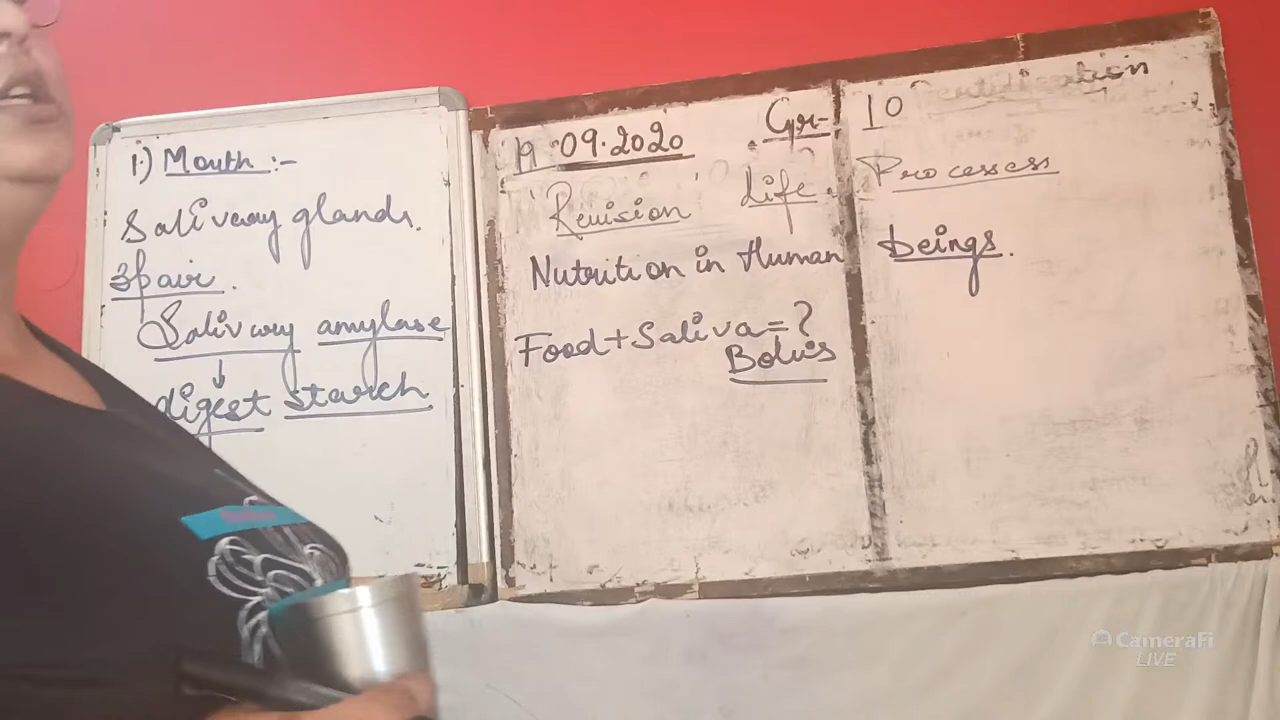 1.) Mouth :-
Salivary glands.
3 pair.
Salivary amylase
↓
digest starch
19.09.2020 Gr- 10
Revision Life Processess
Nutrition in Human beings.
Food + Saliva = ?
Bolus
CameraFi
LIVE